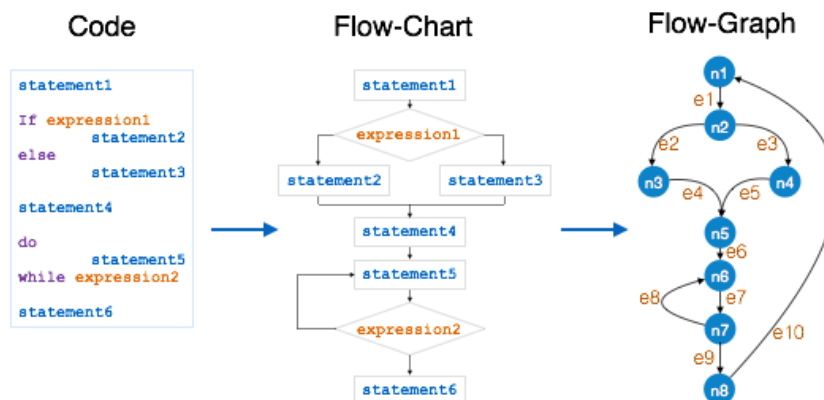 Code
statement1
If expression1
statement2
else
statement3
statement4
do
statement5
while expression2
statement6
Flow-Chart
statement1
expression1
statement2
statement3
statement4
statement5
expression2
statement6
Flow-Graph
n1
e1
n2
e2
e3
n3
e4
e5
n4
n5
e6
n6
e8
e7
n7
e10
e9
n8